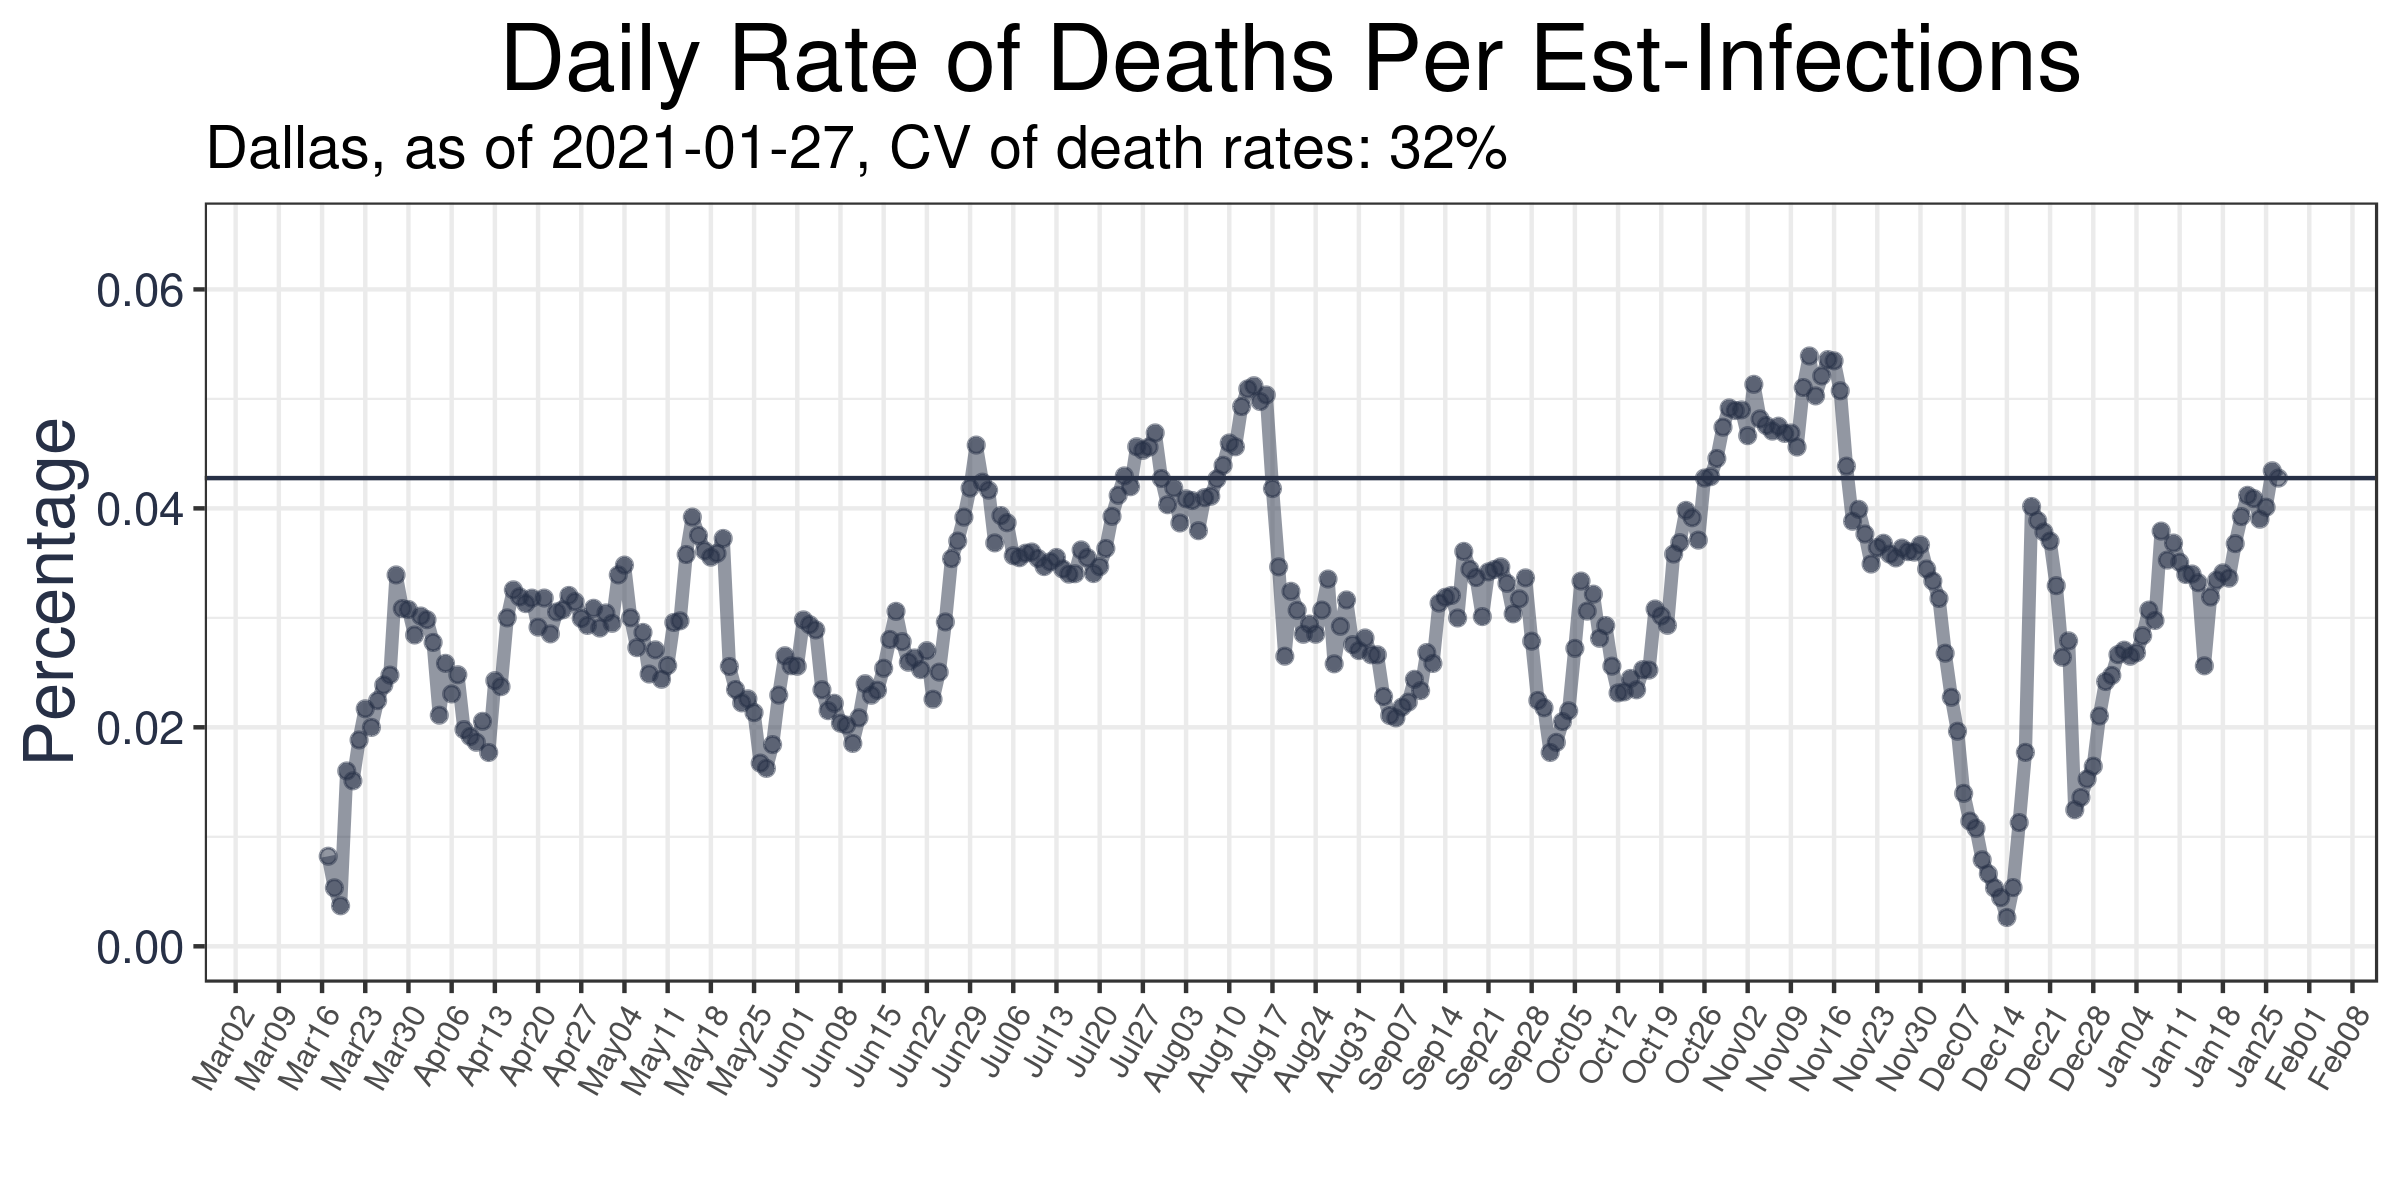 Daily Rate of Deaths Per Est-Infections
Dallas, as of 2021-01-27, CV of death rates: 32%
Percentage
0.06
0.04
0.02
0.00
Mar02 Mar09 Mar16 Mar23 Mar30 Apr06 Apr13 Apr20 Apr27 May04 May11 May18 May25 Jun01 Jun08 Jun15 Jun22 Jun29 Jul06 Jul13 Jul20 Jul27 Aug03 Aug10 Aug17 Aug24 Aug31 Sep07 Sep14 Sep21 Sep28 Oct05 Oct12 Oct19 Oct26 Nov02 Nov09 Nov16 Nov23 Nov30 Dec07 Dec14 Dec21 Dec28 Jan04 Jan11 Jan18 Jan25 Feb01 Feb08